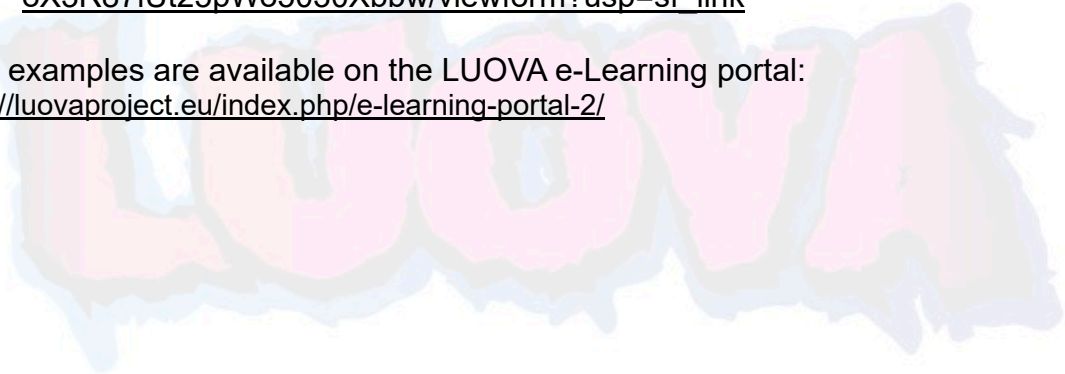 examples are available on the LUOVA e-Learning portal:
//luovaproject.eu/index.php/e-learning-portal-2/
LUOVA